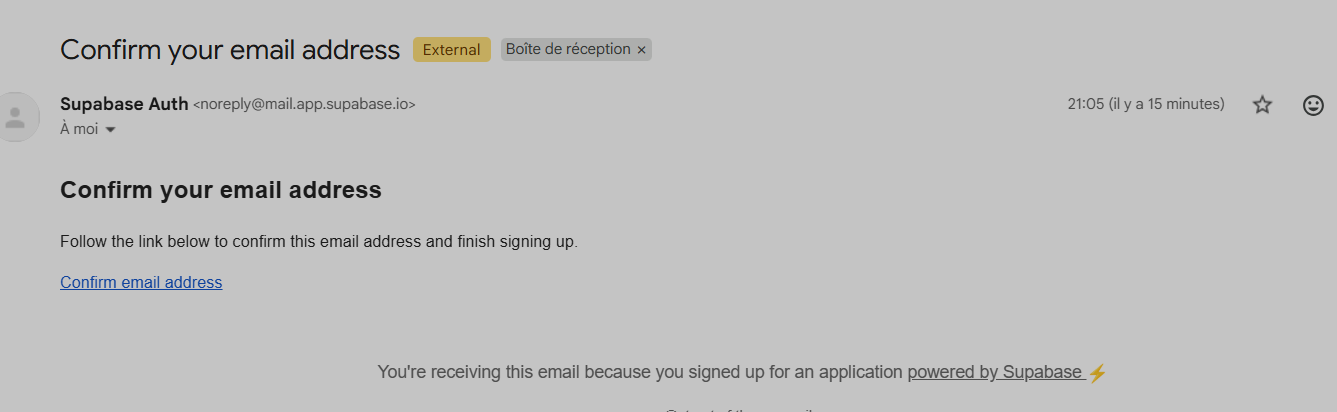 Confirm your email address External Boîte de réception ×
Supabase Auth <noreply@mail.app.supabase.io> 21:05 (il y a 15 minutes)
À moi
Confirm your email address
Follow the link below to confirm this email address and finish signing up.
Confirm email address
You're receiving this email because you signed up for an application powered by Supabase ⚡